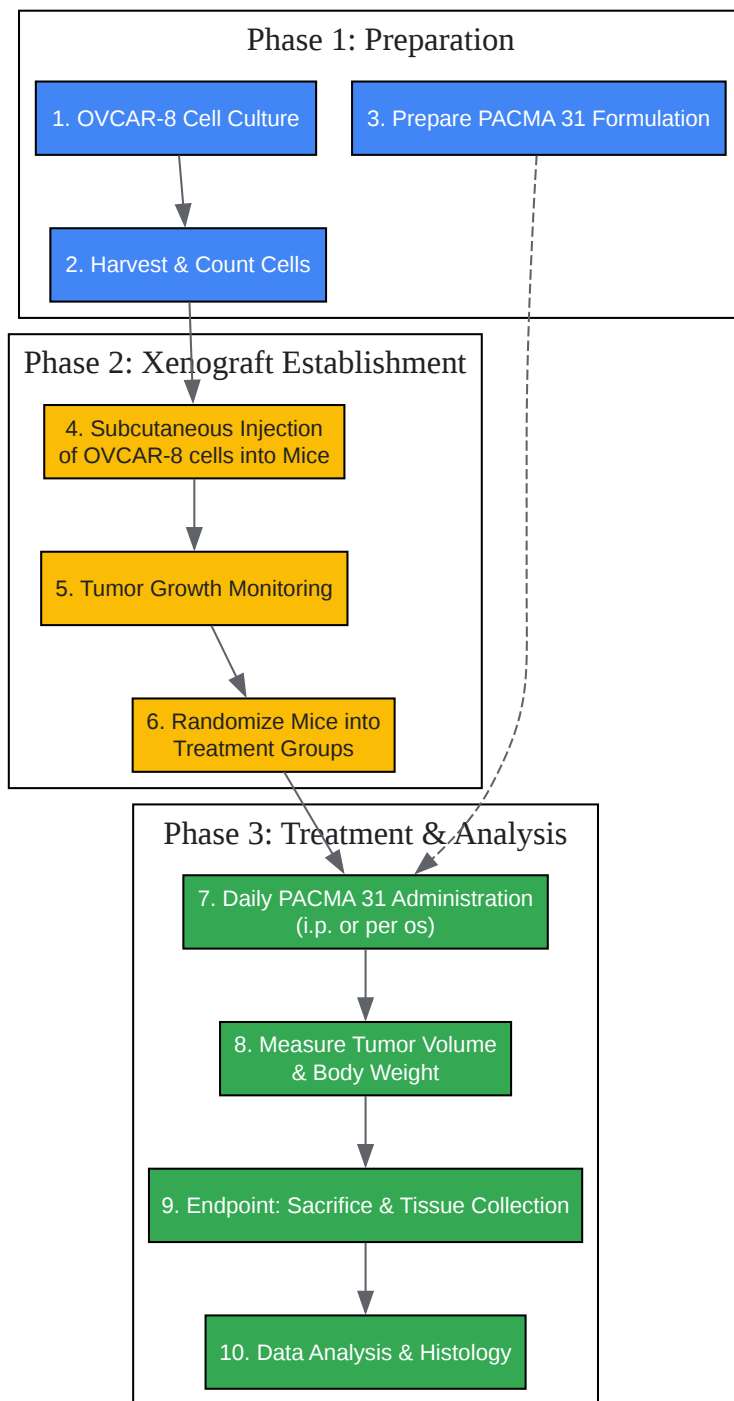 Phase 1: Preparation
1. OVCAR-8 Cell Culture
3. Prepare PACMA 31 Formulation
2. Harvest & Count Cells
Phase 2: Xenograft Establishment
4. Subcutaneous Injection
of OVCAR-8 cells into Mice
5. Tumor Growth Monitoring
6. Randomize Mice into
Treatment Groups
Phase 3: Treatment & Analysis
7. Daily PACMA 31 Administration
(i.p. or per os)
8. Measure Tumor Volume
& Body Weight
9. Endpoint: Sacrifice & Tissue Collection
10. Data Analysis & Histology